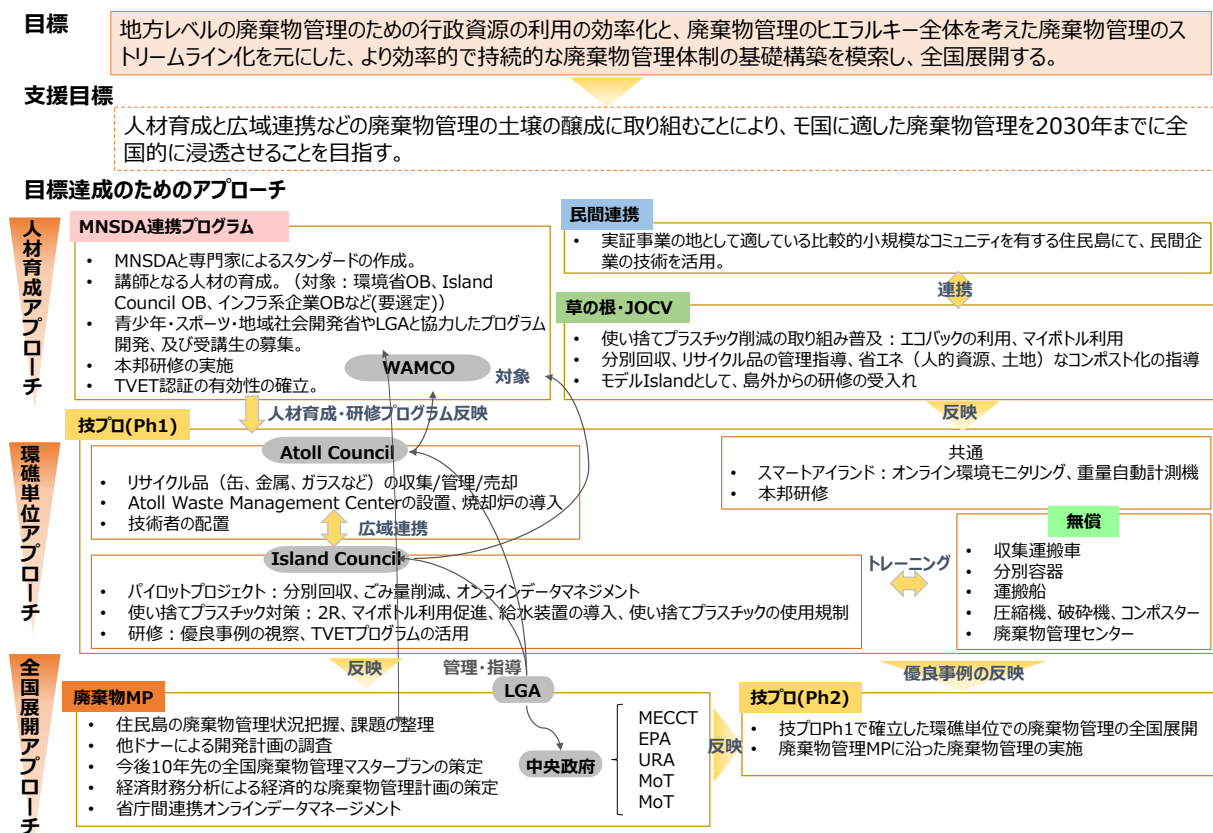 目標
地方レベルの廃棄物管理のための行政資源の利用の効率化と、廃棄物管理のヒエラルキー全体を考えた廃棄物管理のス
トリームライン化を元にした、より効率的で持続的な廃棄物管理体制の基礎構築を模索し、全国展開する。
支援目標
人材育成と広域連携などの廃棄物管理の土壌の醸成に取り組むことにより、モ国に適した廃棄物管理を2030年までに全
国的に浸透させることを目指す。
目標達成のためのアプローチ
人材育成アプローチ
MNSDA連携プログラム
• MNSDAと専門家によるスタンダードの作成。
• 講師となる人材の育成。（対象：環境省OB、Island
Council OB、インフラ系企業OBなど(要選定))
• 青少年・スポーツ・地域社会開発省やLGAと協力したプログラム
開発、及び受講生の募集。
• 本邦研修の実施
• TVET認証の有効性の確立。
WAMCO
対象
民間連携
• 実証事業の地として適している比較的小規模なコミュニティを有する住民島にて、民間企
業の技術を活用。
連携
草の根・JOCV
• 使い捨てプラスチック削減の取り組み普及：エコバックの利用、マイボトル利用
• 分別回収、リサイクル品の管理指導、省エネ（人的資源、土地）なコンポスト化の指導
• モデルIslandとして、島外からの研修の受入れ
人材育成・研修プログラム反映
反映
環礁単位アプローチ
技プロ(Ph1)
Atoll Council
• リサイクル品（缶、金属、ガラスなど）の収集/管理/売却
• Atoll Waste Management Centerの設置、焼却炉の導入
• 技術者の配置
広域連携
Island Council
• パイロットプロジェクト：分別回収、ごみ量削減、オンラインデータマネジメント
• 使い捨てプラスチック対策：2R、マイボトル利用促進、給水装置の導入、使い捨てプラスチックの使用規制
• 研修：優良事例の視察、TVETプログラムの活用
共通
• スマートアイランド：オンライン環境モニタリング、重量自動計測機
• 本邦研修
トレーニング
無償
• 収集運搬車
• 分別容器
• 運搬船
• 圧縮機、破砕機、コンポスター
• 廃棄物管理センター
反映
管理・指導
優良事例の反映
全国展開アプローチ
廃棄物MP
• 住民島の廃棄物管理状況把握、課題の整理
• 他ドナーによる開発計画の調査
• 今後10年先の全国廃棄物管理マスタープランの策定
• 経済財務分析による経済的な廃棄物管理計画の策定
• 省庁間連携オンラインデータマネージメント
LGA
中央政府
MECCT
EPA
URA
MoT
MoT
反映
技プロ(Ph2)
• 技プロPh1で確立した環礁単位での廃棄物管理の全国展開
• 廃棄物管理MPに沿った廃棄物管理の実施